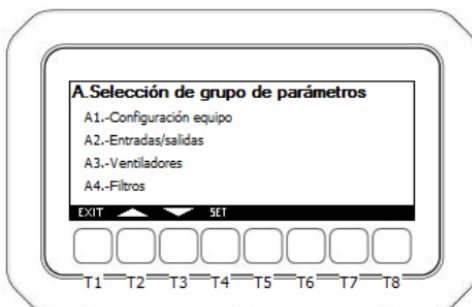 A.Selección de grupo de parámetros
A1.-Configuración equipo
A2.-Entradas/salidas
A3.-Ventiladores
A4.-Filtros
EXIT SET
T1 T2 T3 T4 T5 T6 T7 T8